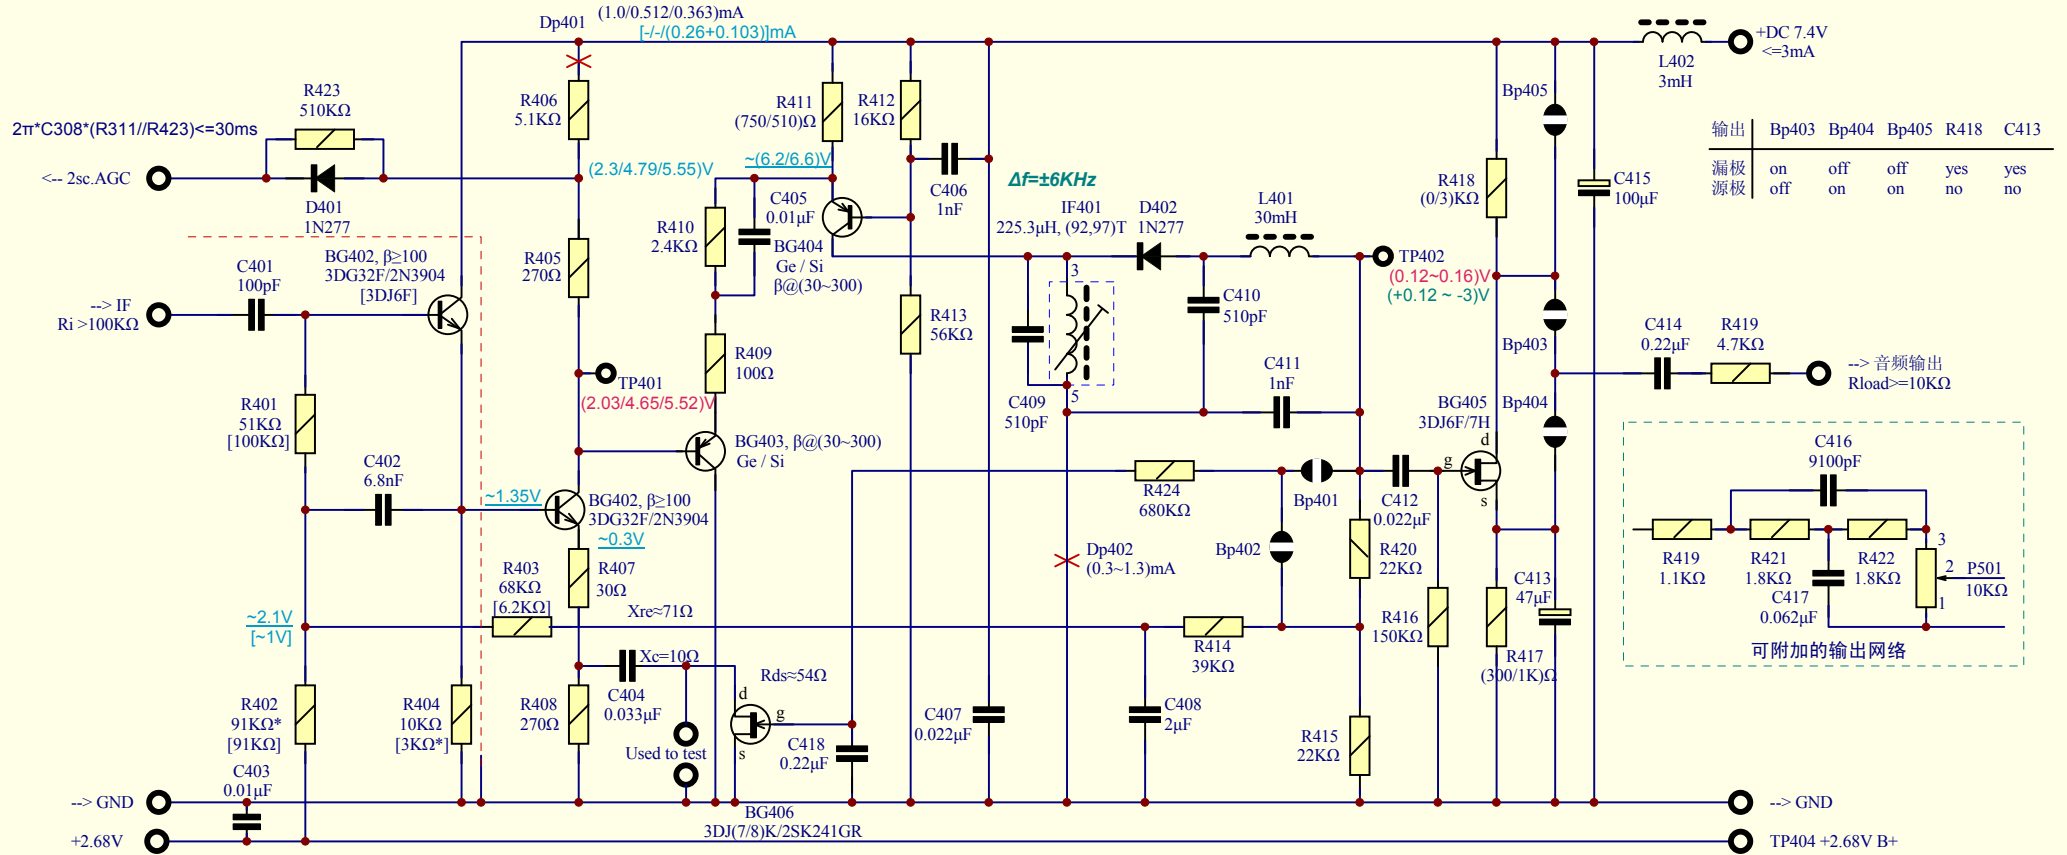 Dp401
(1.0/0.512/0.363)mA
[-/-/(0.26+0.103)]mA
+DC 7.4V
<=3mA
L402
3mH
R423
510KΩ
2π*C308*(R311//R423)<=30ms
<-- 2sc.AGC
D401
1N277
R406
5.1KΩ
R411
(750/510)Ω
R412
16KΩ
(2.3/4.79/5.55)V
~(6.2/6.6)V
C406
1nF
Bp405
输出 Bp403 Bp404 Bp405 R418 C413
漏极 on off off yes yes
源极 off on on no no
Δf=±6KHz
R418
(0/3)KΩ
C415
100μF
C405
0.01μF
R410
2.4KΩ
BG404
Ge / Si
β@(30~300)
IF401
225.3μH, (92,97)T
D402
1N277
L401
30mH
TP402
(0.12~0.16)V
(+0.12 ~ -3)V
BG402, β≥100
3DG32F/2N3904
[3DJ6F]
C401
100pF
R405
270Ω
--> IF
Ri >100KΩ
R413
56KΩ
3
5
C410
510pF
Bp403
C414
0.22μF
R419
4.7KΩ
--> 音频输出
Rload>=10KΩ
R409
100Ω
TP401
(2.03/4.65/5.52)V
C409
510pF
C411
1nF
R401
51KΩ
[100KΩ]
BG403, β@(30~300)
Ge / Si
BG405
3DJ6F/7H
Bp404
d
g
s
C402
6.8nF
~1.35V
BG402, β≥100
3DG32F/2N3904
~0.3V
R424
680KΩ
Bp401
C412
0.022μF
C416
9100pF
R419
1.1KΩ
R421
1.8KΩ
R422
1.8KΩ
C417
0.062μF
3
2
1
P501
10KΩ
可附加的输出网络
Dp402
(0.3~1.3)mA
Bp402
R420
22KΩ
R403
68KΩ
[6.2KΩ]
R407
30Ω
Xre≈71Ω
~2.1V
[~1V]
R414
39KΩ
R416
150KΩ
C413
47μF
R417
(300/1K)Ω
Xc=10Ω
C404
0.033μF
Rds≈54Ω
d
g
s
R402
91KΩ*
[91KΩ]
R404
10KΩ
[3KΩ*]
R408
270Ω
Used to test
C418
0.22μF
C407
0.022μF
C408
2μF
R415
22KΩ
C403
0.01μF
--> GND
--> GND
BG406
3DJ(7/8)K/2SK241GR
+2.68V
TP404 +2.68V B+